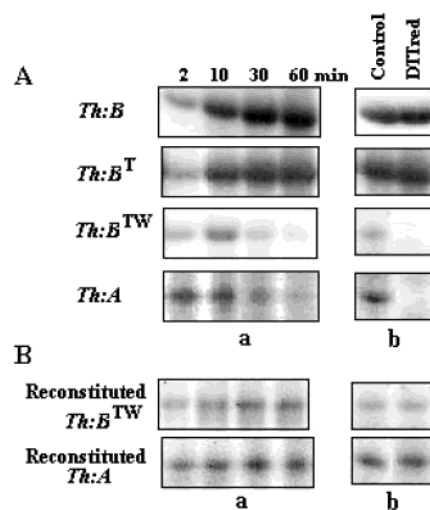 A
2 10 30 60 min
Control
DTTred
Th:B
Th:B^T
Th:B^TW
Th:A
a b
B
Reconstituted
Th:B^TW
Reconstituted
Th:A
a b